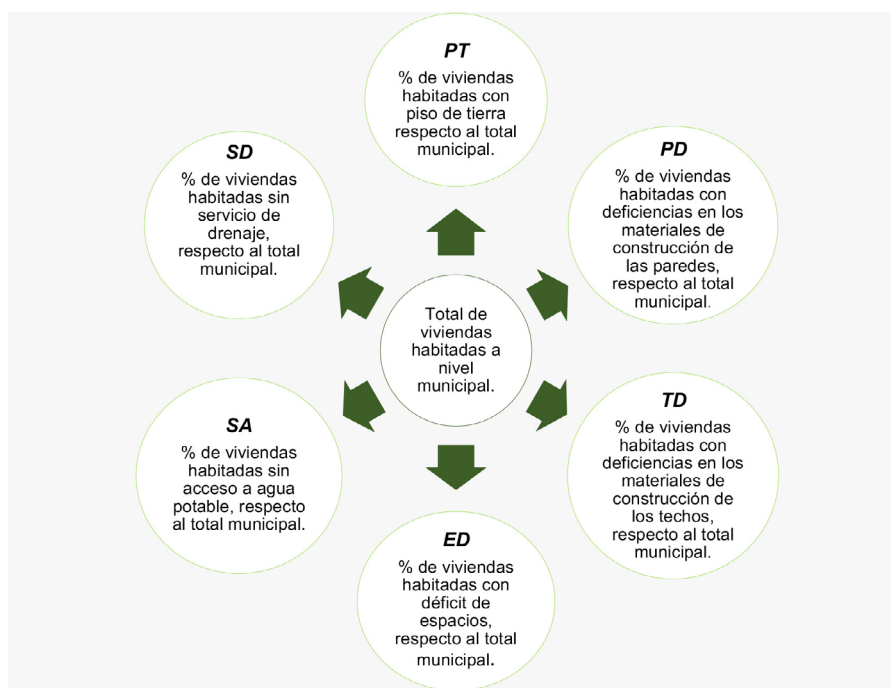 PT
% de viviendas
habitadas con
piso de tierra
respecto al total
municipal.
PD
% de viviendas
habitadas con
deficiencias en los
materiales de
construcción de
las paredes,
respecto al total
municipal.
TD
% de viviendas
habitadas con
deficiencias en los
materiales de
construcción de
los techos,
respecto al total
municipal.
ED
% de viviendas
habitadas con
déficit de
espacios,
respecto al total
municipal.
SA
% de viviendas
habitadas sin
acceso a agua
potable, respecto
al total municipal.
SD
% de viviendas
habitadas sin
servicio de
drenaje,
respecto al total
municipal.
Total de
viviendas
habitadas a
nivel
municipal.